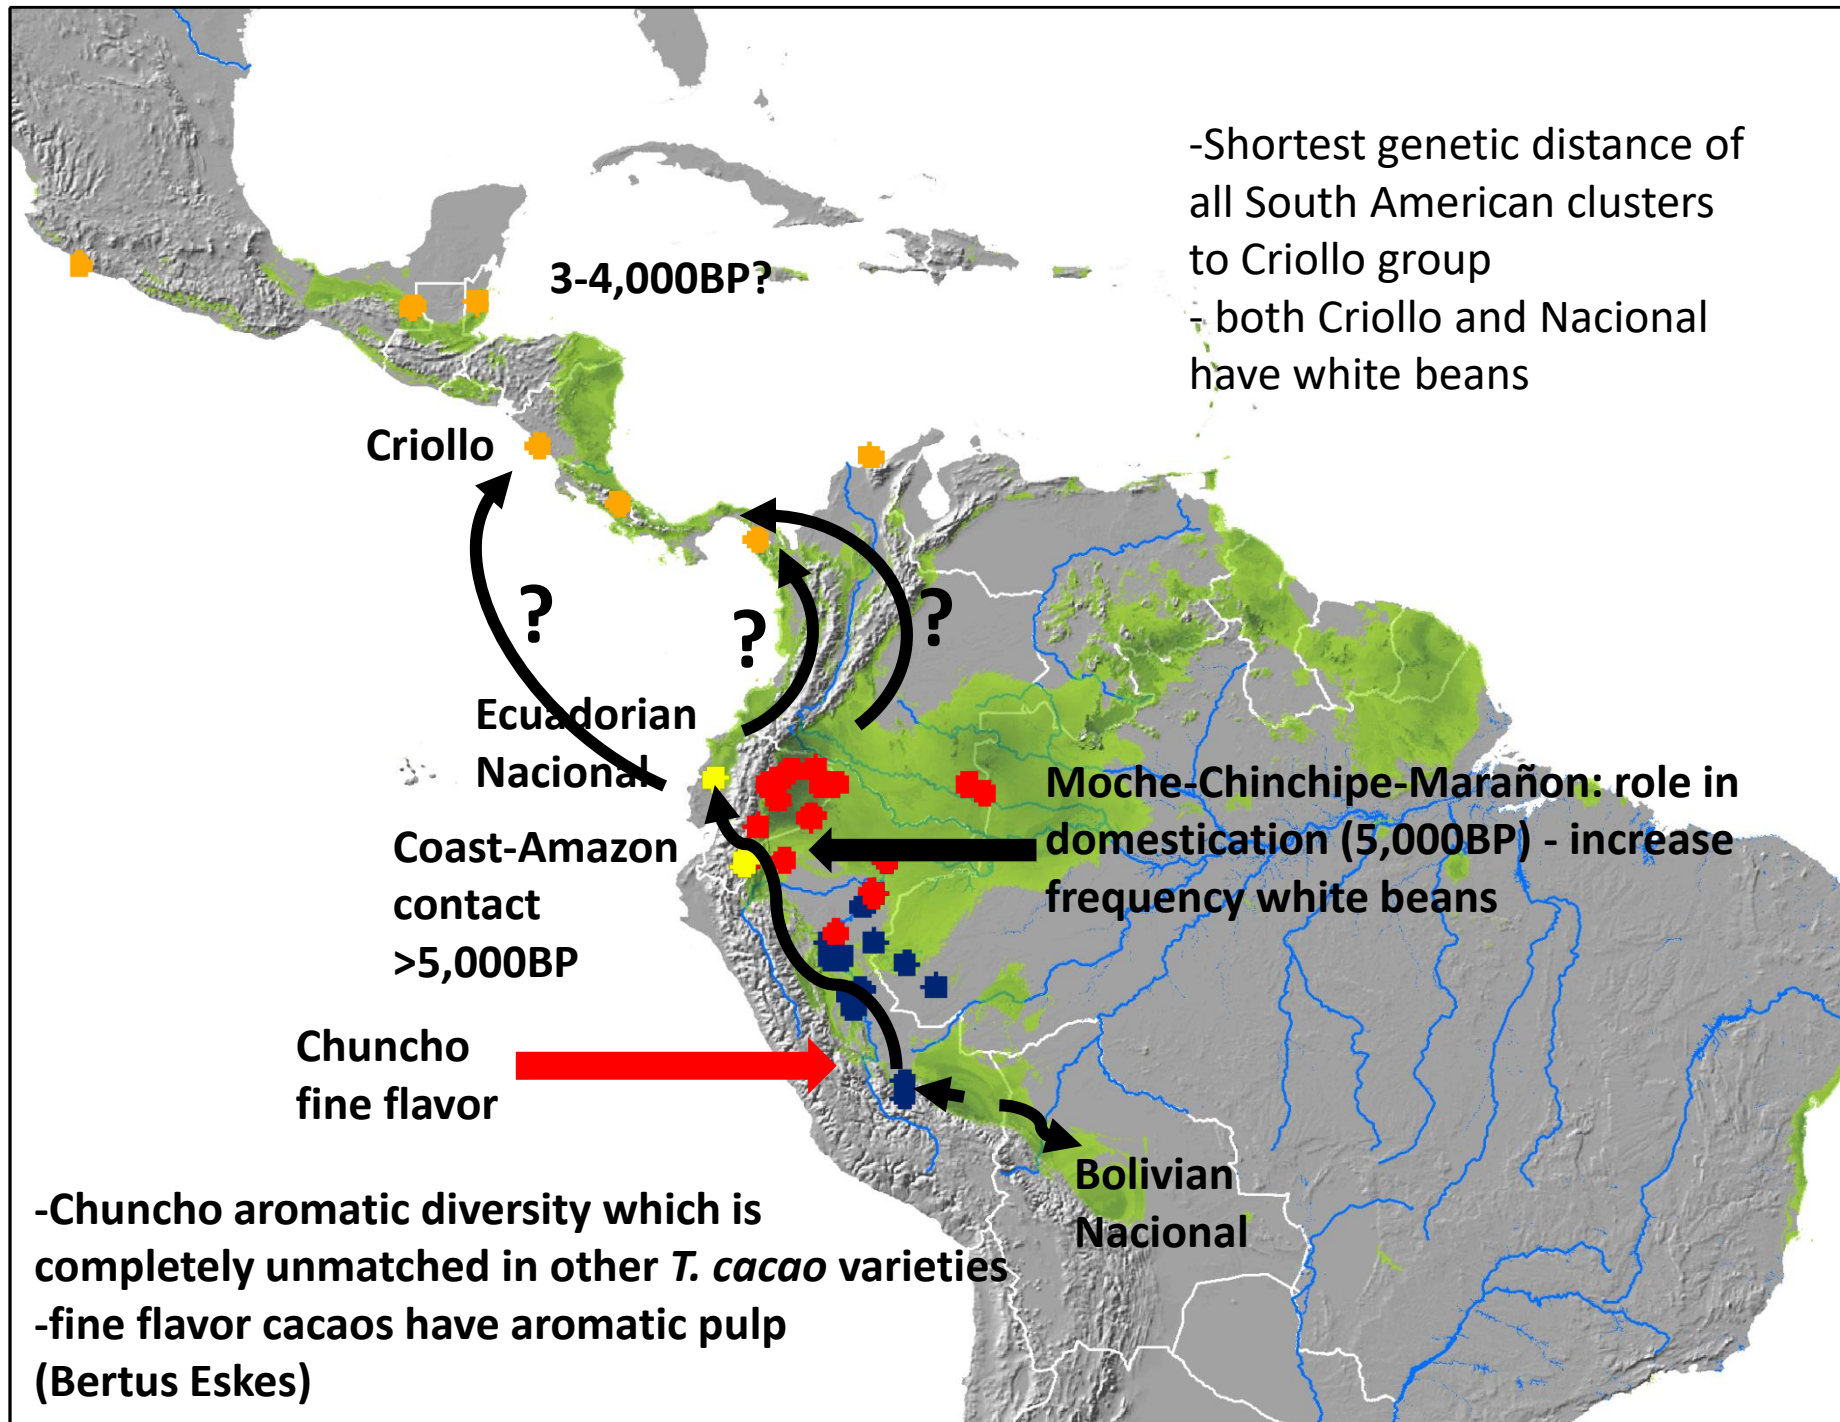 -Shortest genetic distance of
all South American clusters
to Criollo group
- both Criollo and Nacional
have white beans
3-4,000BP?
Criollo
?
?
?
Ecuadorian
Nacional
Moche-Chinchipe-Marañon: role in
domestication (5,000BP) - increase
frequency white beans
Coast-Amazon
contact
>5,000BP
Chuncho
fine flavor
Bolivian
Nacional
-Chuncho aromatic diversity which is
completely unmatched in other T. cacao varieties
-fine flavor cacaos have aromatic pulp
(Bertus Eskes)